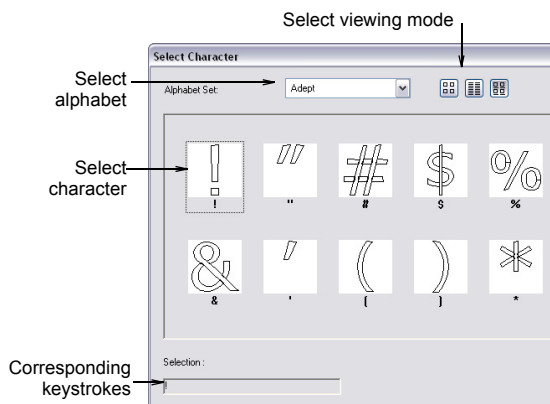 Select viewing mode
Select Character
Select
alphabet
Alphabet Set:
Adept
Select
character
! " # $ %
! " # $ %
& ' ( ) *
& ' ( ) *
Selection :
Corresponding
keystrokes
!